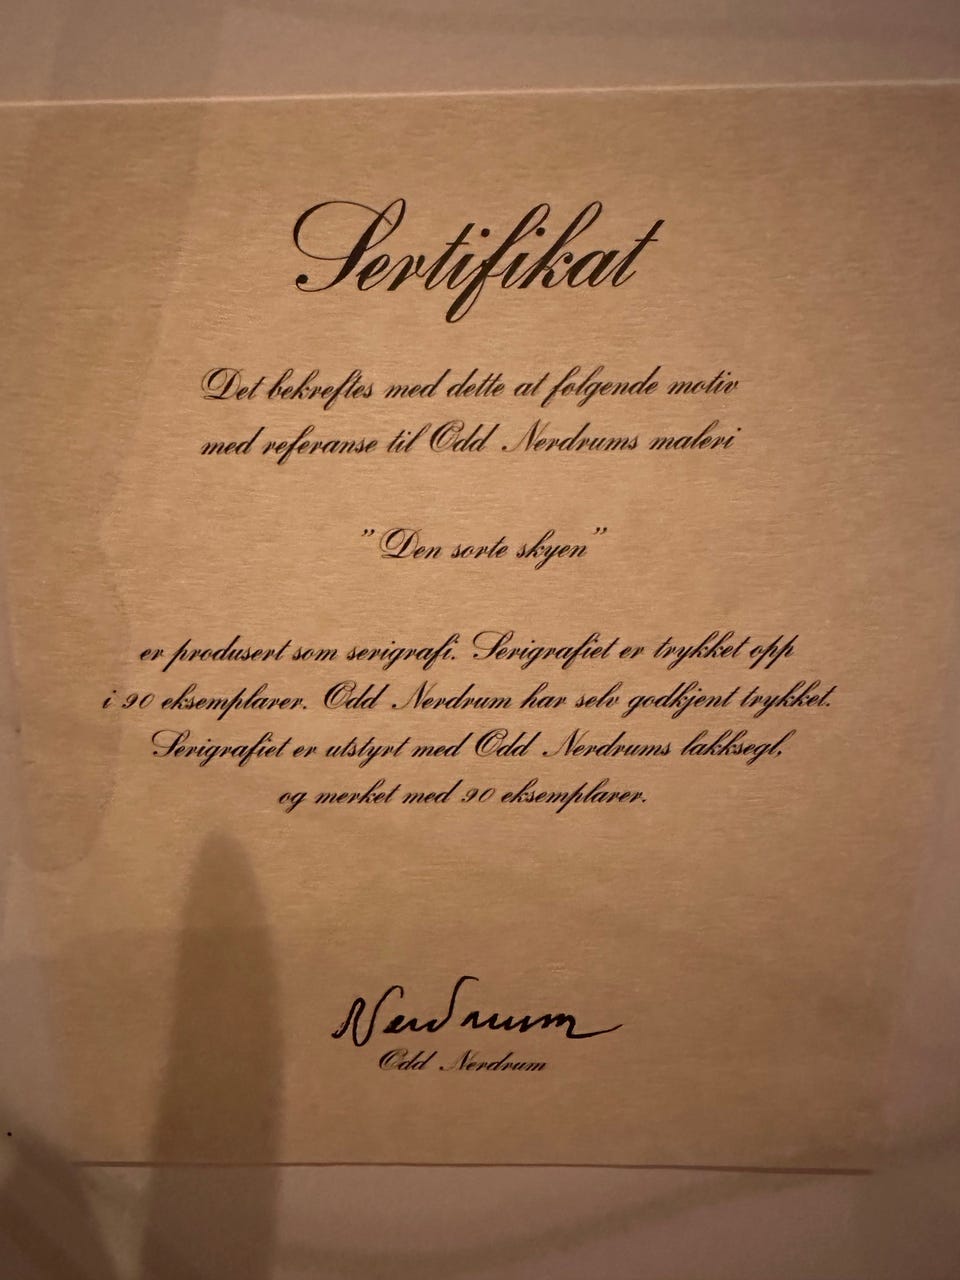 Sertifikat
Det bekreftes med dette at følgende motiv
med referanse til Odd Nerdrums maleri
"Den sorte skyen"
er produsert som serigrafi. Serigrafiet er trykket opp
i 90 eksemplarer. Odd Nerdrum har selv godkjent trykket.
Serigrafiet er utstyrt med Odd Nerdrums lakksegl,
og merket med 90 eksemplarer.
Nerdrum
Odd Nerdrum